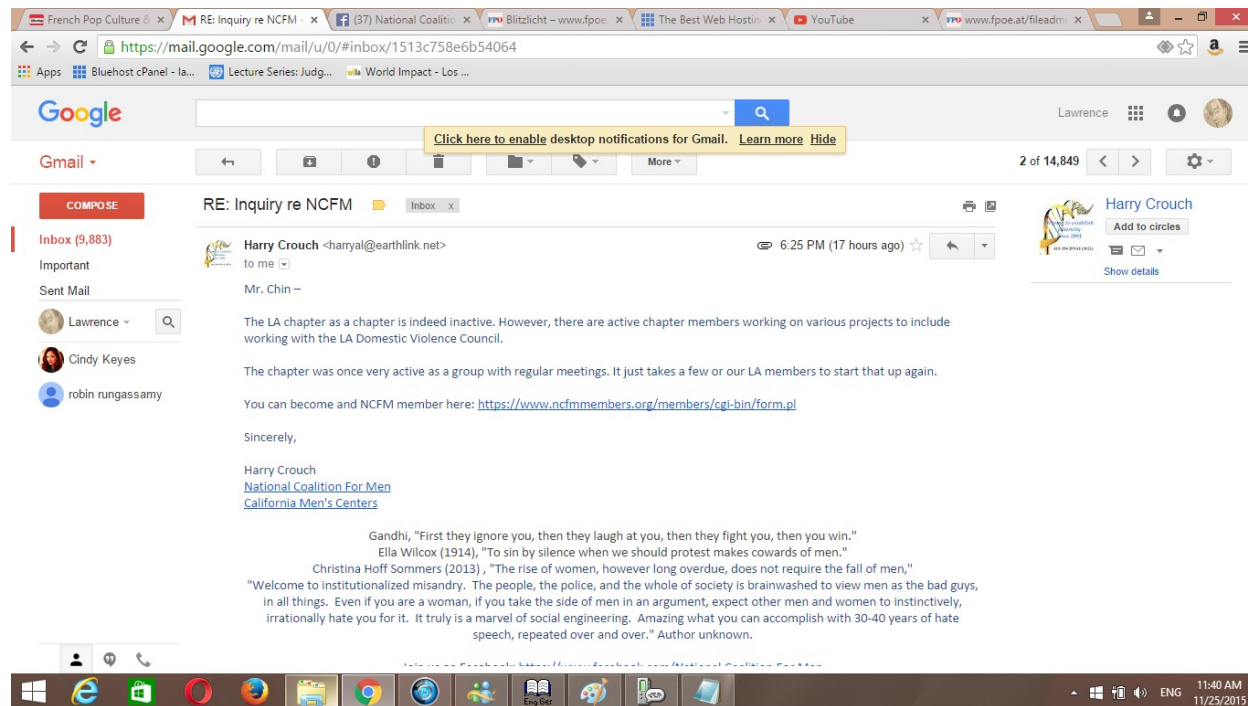 French Pop Culture &
RE: Inquiry re NCFM -
(37) National Coalitio
FPO Blitzlicht – www.fpoe.
The Best Web Hostin
YouTube
FPO www.fpoe.at/fileadm
https://mail.google.com/mail/u/0/#inbox/1513c758e6b54064
Apps Bluehost cPanel - la... Lecture Series: Judg... World Impact - Los ...
Google
Lawrence
Click here to enable desktop notifications for Gmail. Learn more Hide
Gmail
More
2 of 14,849
COMPOSE
RE: Inquiry re NCFM Inbox x
Harry Crouch
Add to circles
Show details
Inbox (9,883)
Important
Sent Mail
Lawrence
Cindy Keyes
robin rungassamy
Harry Crouch <harryal@earthlink.net> 6:25 PM (17 hours ago)
to me
Mr. Chin –
The LA chapter as a chapter is indeed inactive. However, there are active chapter members working on various projects to include
working with the LA Domestic Violence Council.
The chapter was once very active as a group with regular meetings. It just takes a few or our LA members to start that up again.
You can become and NCFM member here: https://www.ncfmmembers.org/members/cgi-bin/form.pl
Sincerely,
Harry Crouch
National Coalition For Men
California Men's Centers
Gandhi, "First they ignore you, then they laugh at you, then they fight you, then you win."
Ella Wilcox (1914), "To sin by silence when we should protest makes cowards of men."
Christina Hoff Sommers (2013) , "The rise of women, however long overdue, does not require the fall of men,"
"Welcome to institutionalized misandry. The people, the police, and the whole of society is brainwashed to view men as the bad guys,
in all things. Even if you are a woman, if you take the side of men in an argument, expect other men and women to instinctively,
irrationally hate you for it. It truly is a marvel of social engineering. Amazing what you can accomplish with 30-40 years of hate
speech, repeated over and over." Author unknown.
Join us on Facebook: https://www.facebook.com/National.Coalition.For.Men
Eng Ger
ENG
11:40 AM
11/25/2015